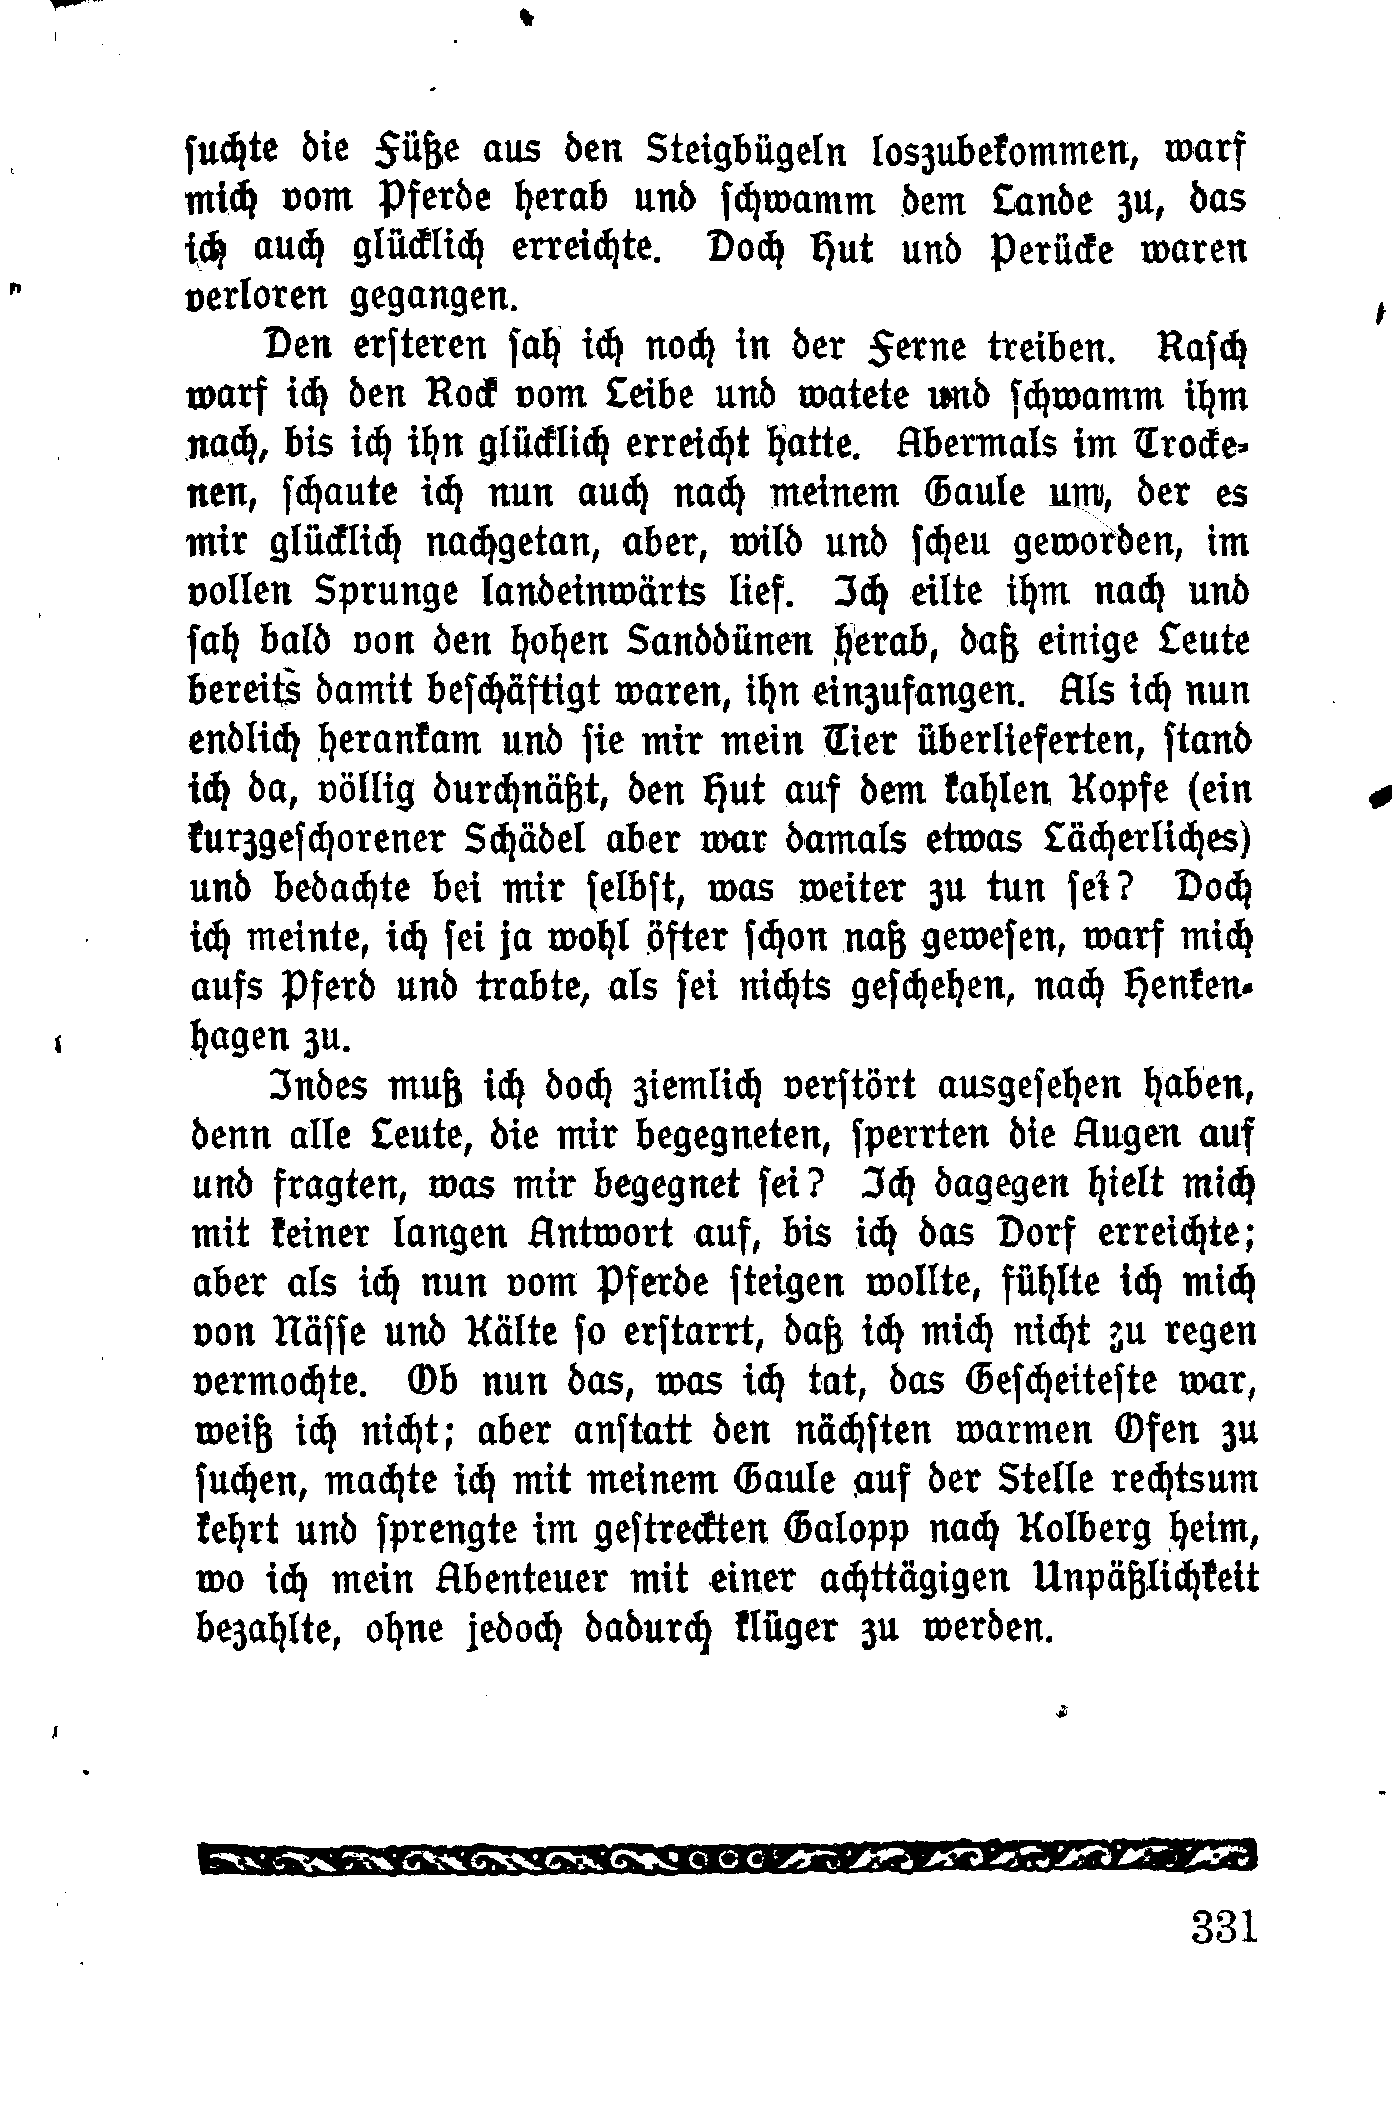 suchte die Füße aus den Steigbügeln loszubekommen, warf
mich vom Pferde herab und schwamm dem Lande zu, das
ich auch glücklich erreichte. Doch Hut und Perücke waren
verloren gegangen.
Den ersteren sah ich noch in der Ferne treiben. Rasch
warf ich den Rock vom Leibe und watete und schwamm ihm
nach, bis ich ihn glücklich erreicht hatte. Abermals im Trocke-
nen, schaute ich nun auch nach meinem Gaule um, der es
mir glücklich nachgetan, aber, wild und scheu geworden, im
vollen Sprunge landeinwärts lief. Ich eilte ihm nach und
sah bald von den hohen Sanddünen herab, daß einige Leute
bereits damit beschäftigt waren, ihn einzufangen. Als ich nun
endlich herankam und sie mir mein Tier überlieferten, stand
ich da, völlig durchnäßt, den Hut auf dem kahlen Kopfe (ein
kurzgeschorener Schädel aber war damals etwas Lächerliches)
und bedachte bei mir selbst, was weiter zu tun sei? Doch
ich meinte, ich sei ja wohl öfter schon naß gewesen, warf mich
aufs Pferd und trabte, als sei nichts geschehen, nach Henken-
hagen zu.
Indes muß ich doch ziemlich verstört ausgesehen haben,
denn alle Leute, die mir begegneten, sperrten die Augen auf
und fragten, was mir begegnet sei? Ich dagegen hielt mich
mit keiner langen Antwort auf, bis ich das Dorf erreichte;
aber als ich nun vom Pferde steigen wollte, fühlte ich mich
von Nässe und Kälte so erstarrt, daß ich mich nicht zu regen
vermochte. Ob nun das, was ich tat, das Gescheiteste war,
weiß ich nicht; aber anstatt den nächsten warmen Ofen zu
suchen, machte ich mit meinem Gaule auf der Stelle rechtsum
kehrt und sprengte im gestreckten Galopp nach Kolberg heim,
wo ich mein Abenteuer mit einer achttägigen Unpäßlichkeit
bezahlte, ohne jedoch dadurch klüger zu werden.
331